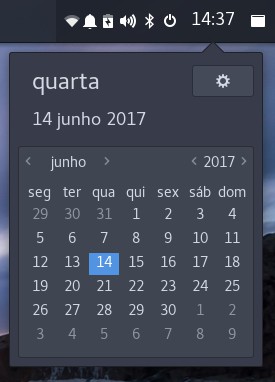 14:37
quarta
14 junho 2017
junho 2017
seg ter qua qui sex sáb dom
29 30 31 1 2 3 4
5 6 7 8 9 10 11
12 13 14 15 16 17 18
19 20 21 22 23 24 25
26 27 28 29 30 1 2
3 4 5 6 7 8 9